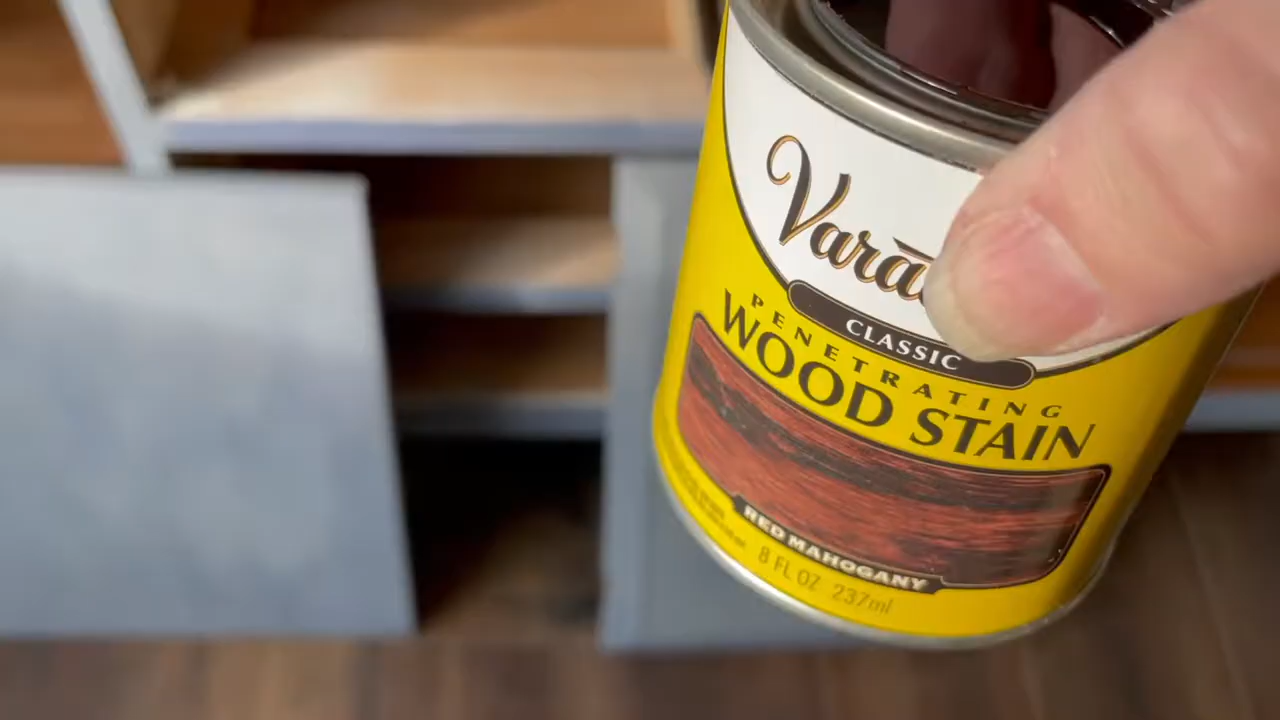 Vara
CLASSIC
PENETRATING
WOOD STAIN
RED MAHOGANY
8 FL OZ 237ml